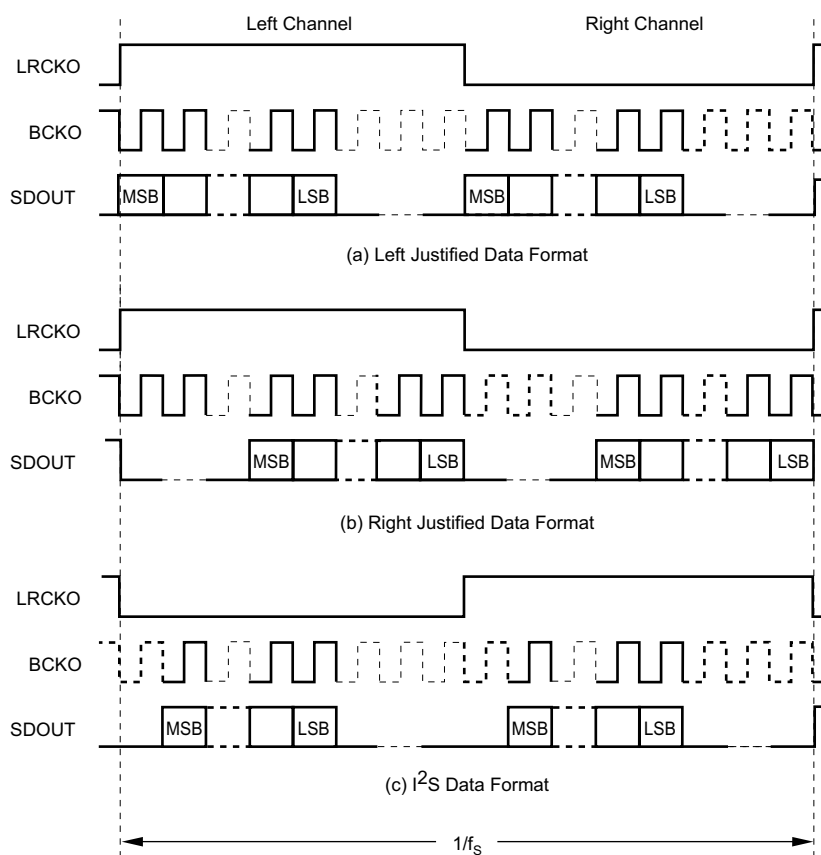 Left Channel Right Channel
LRCKO
BCKO
SDOUT MSB LSB MSB LSB
(a) Left Justified Data Format
LRCKO
BCKO
SDOUT MSB LSB MSB LSB
(b) Right Justified Data Format
LRCKO
BCKO
SDOUT MSB LSB MSB LSB
(c) I²S Data Format
1/fₛ